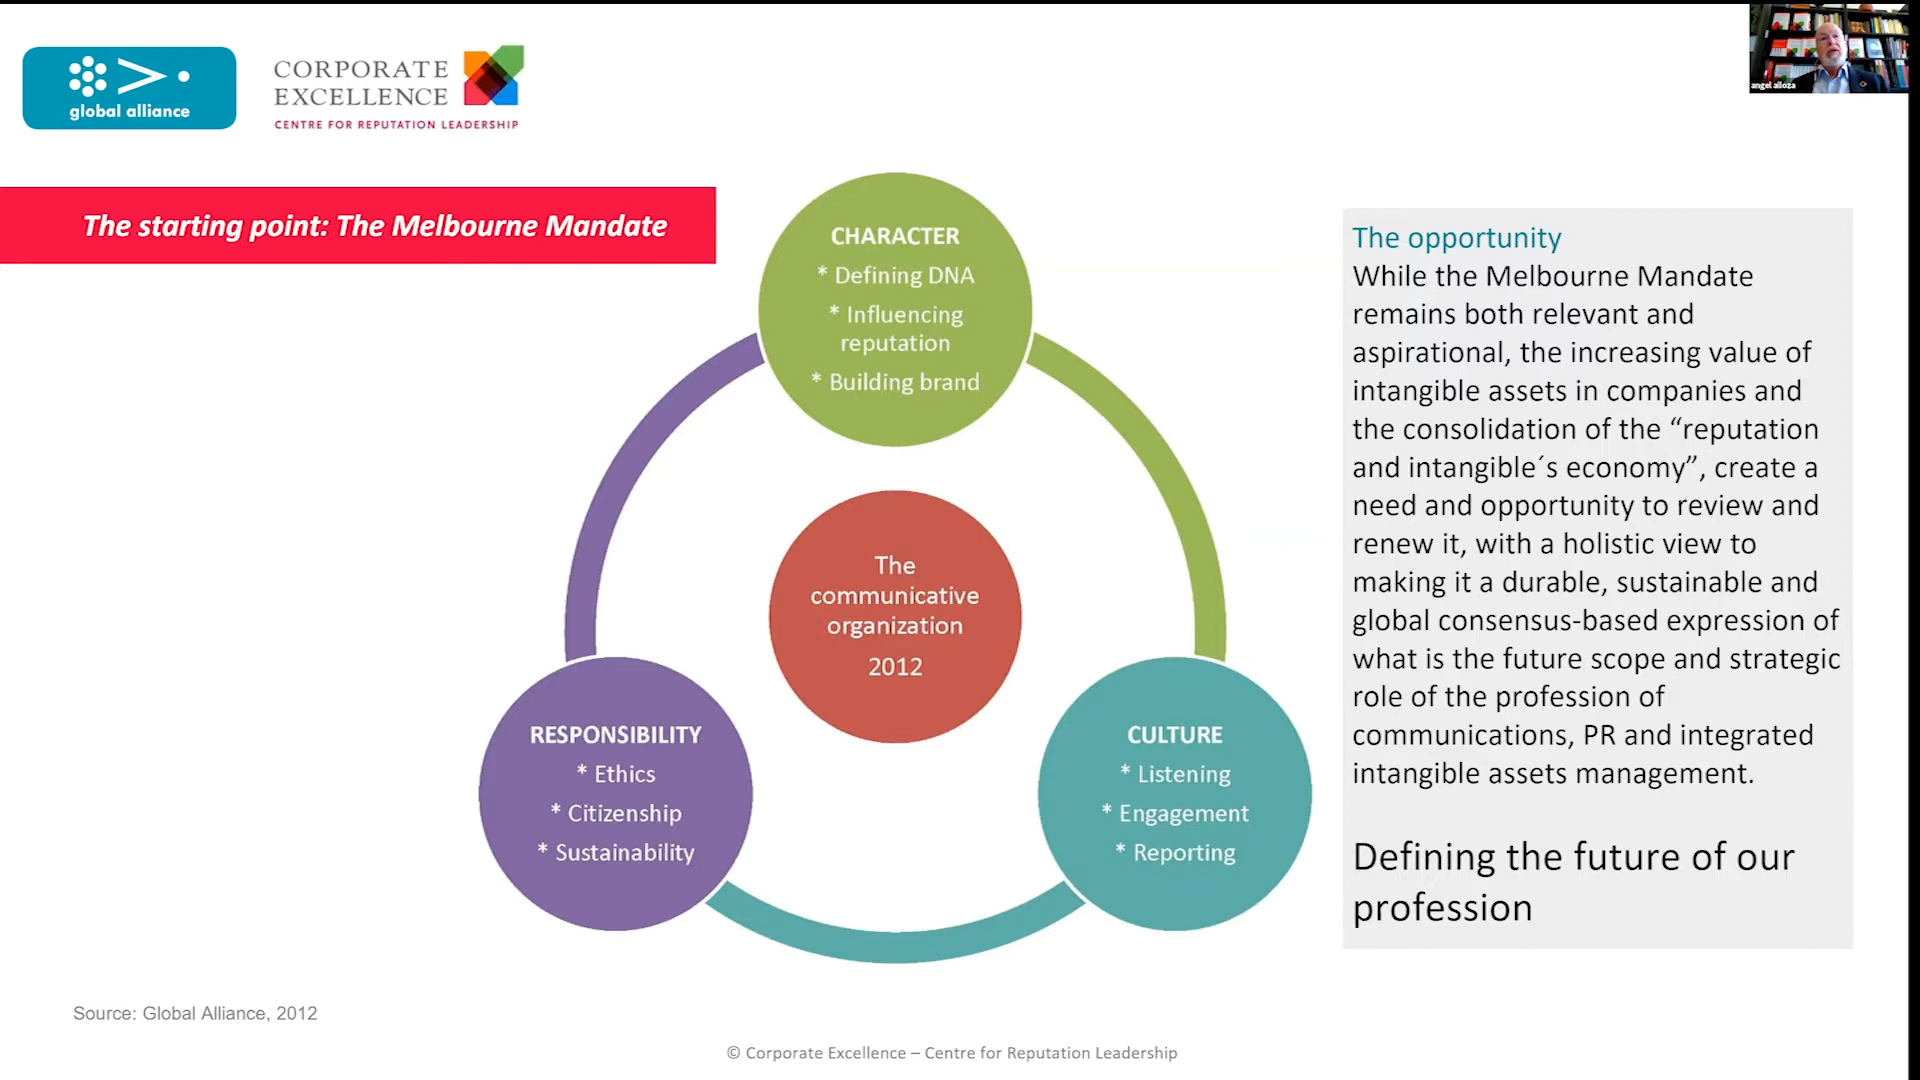 global alliance
CORPORATE
EXCELLENCE
CENTRE FOR REPUTATION LEADERSHIP
angel alloza
The starting point: The Melbourne Mandate
CHARACTER
* Defining DNA
* Influencing
reputation
* Building brand
The
communicative
organization
2012
RESPONSIBILITY
* Ethics
* Citizenship
* Sustainability
CULTURE
* Listening
* Engagement
* Reporting
The opportunity
While the Melbourne Mandate
remains both relevant and
aspirational, the increasing value of
intangible assets in companies and
the consolidation of the “reputation
and intangible´s economy”, create a
need and opportunity to review and
renew it, with a holistic view to
making it a durable, sustainable and
global consensus-based expression of
what is the future scope and strategic
role of the profession of
communications, PR and integrated
intangible assets management.
Defining the future of our
profession
Source: Global Alliance, 2012
© Corporate Excellence – Centre for Reputation Leadership